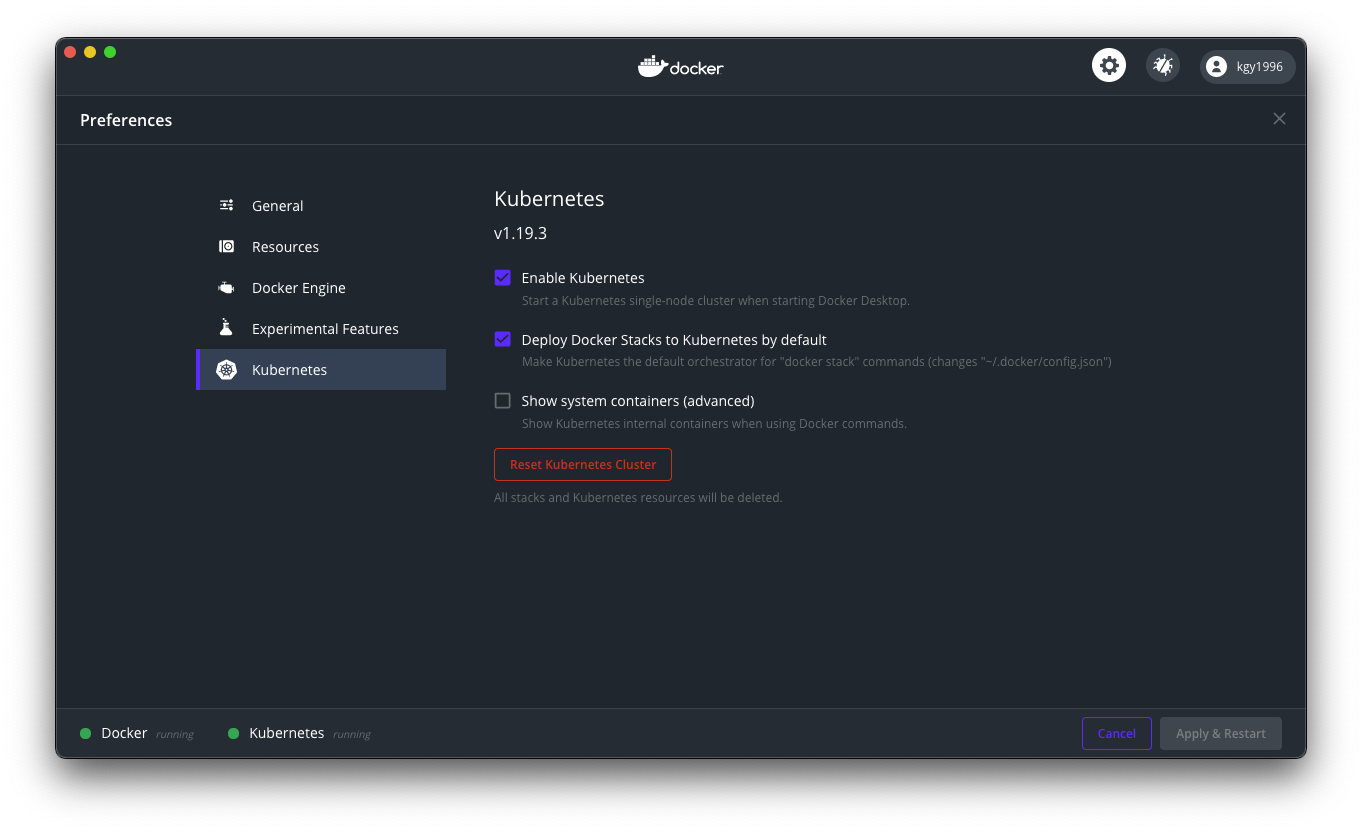 docker
kgy1996
Preferences
General
Resources
Docker Engine
Experimental Features
Kubernetes
Kubernetes
v1.19.3
Enable Kubernetes
Start a Kubernetes single-node cluster when starting Docker Desktop.
Deploy Docker Stacks to Kubernetes by default
Make Kubernetes the default orchestrator for "docker stack" commands (changes "~/.docker/config.json")
Show system containers (advanced)
Show Kubernetes internal containers when using Docker commands.
Reset Kubernetes Cluster
All stacks and Kubernetes resources will be deleted.
Docker running Kubernetes running
Cancel Apply & Restart